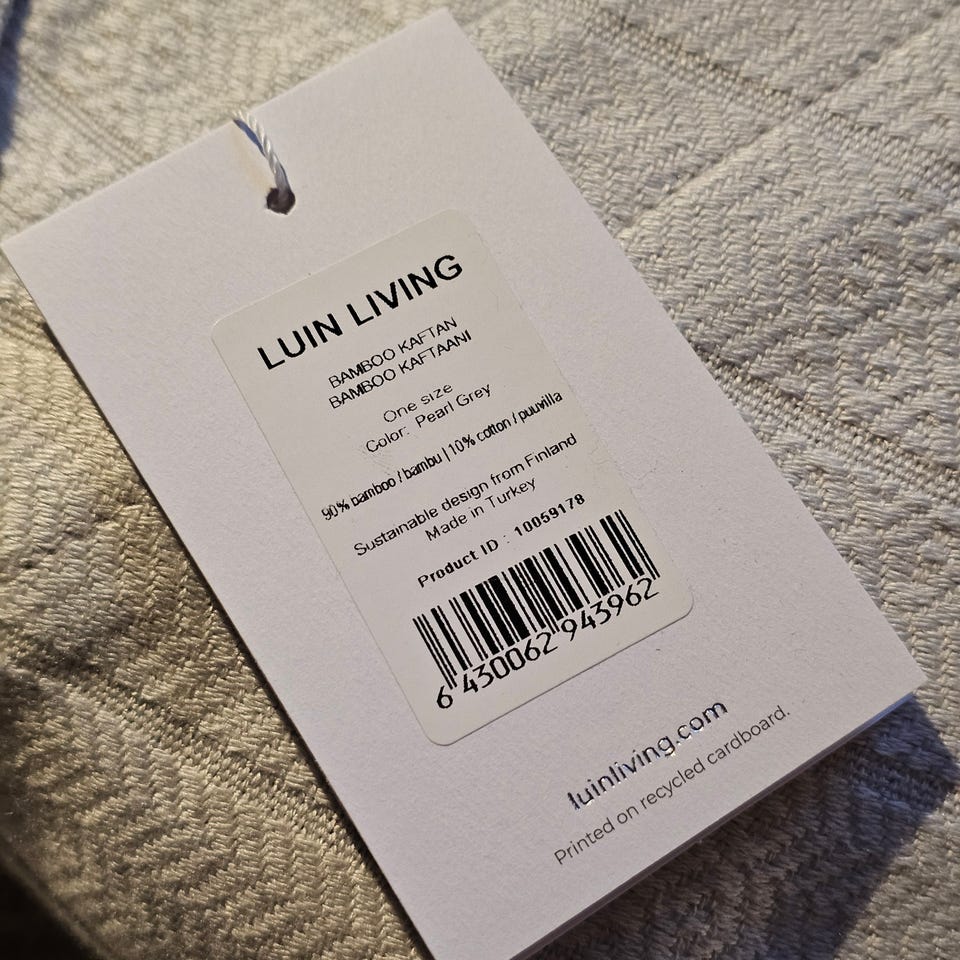 LUIN LIVING
BAMBOO KAFTAN
BAMBOO KAFTAANI
One size
Color: Pearl Grey
90% bamboo / bambu | 10% cotton / puuvilla
Sustainable design from Finland
Made in Turkey
Product ID : 10059178
6 430062 943962
luinliving.com
Printed on recycled cardboard.